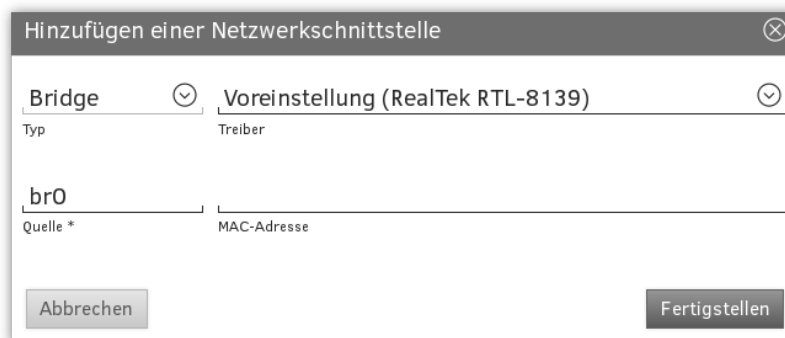 Hinzufügen einer Netzwerkschnittstelle
Bridge Voreinstellung (RealTek RTL-8139)
Typ Treiber
br0
Quelle * MAC-Adresse
Abbrechen Fertigstellen